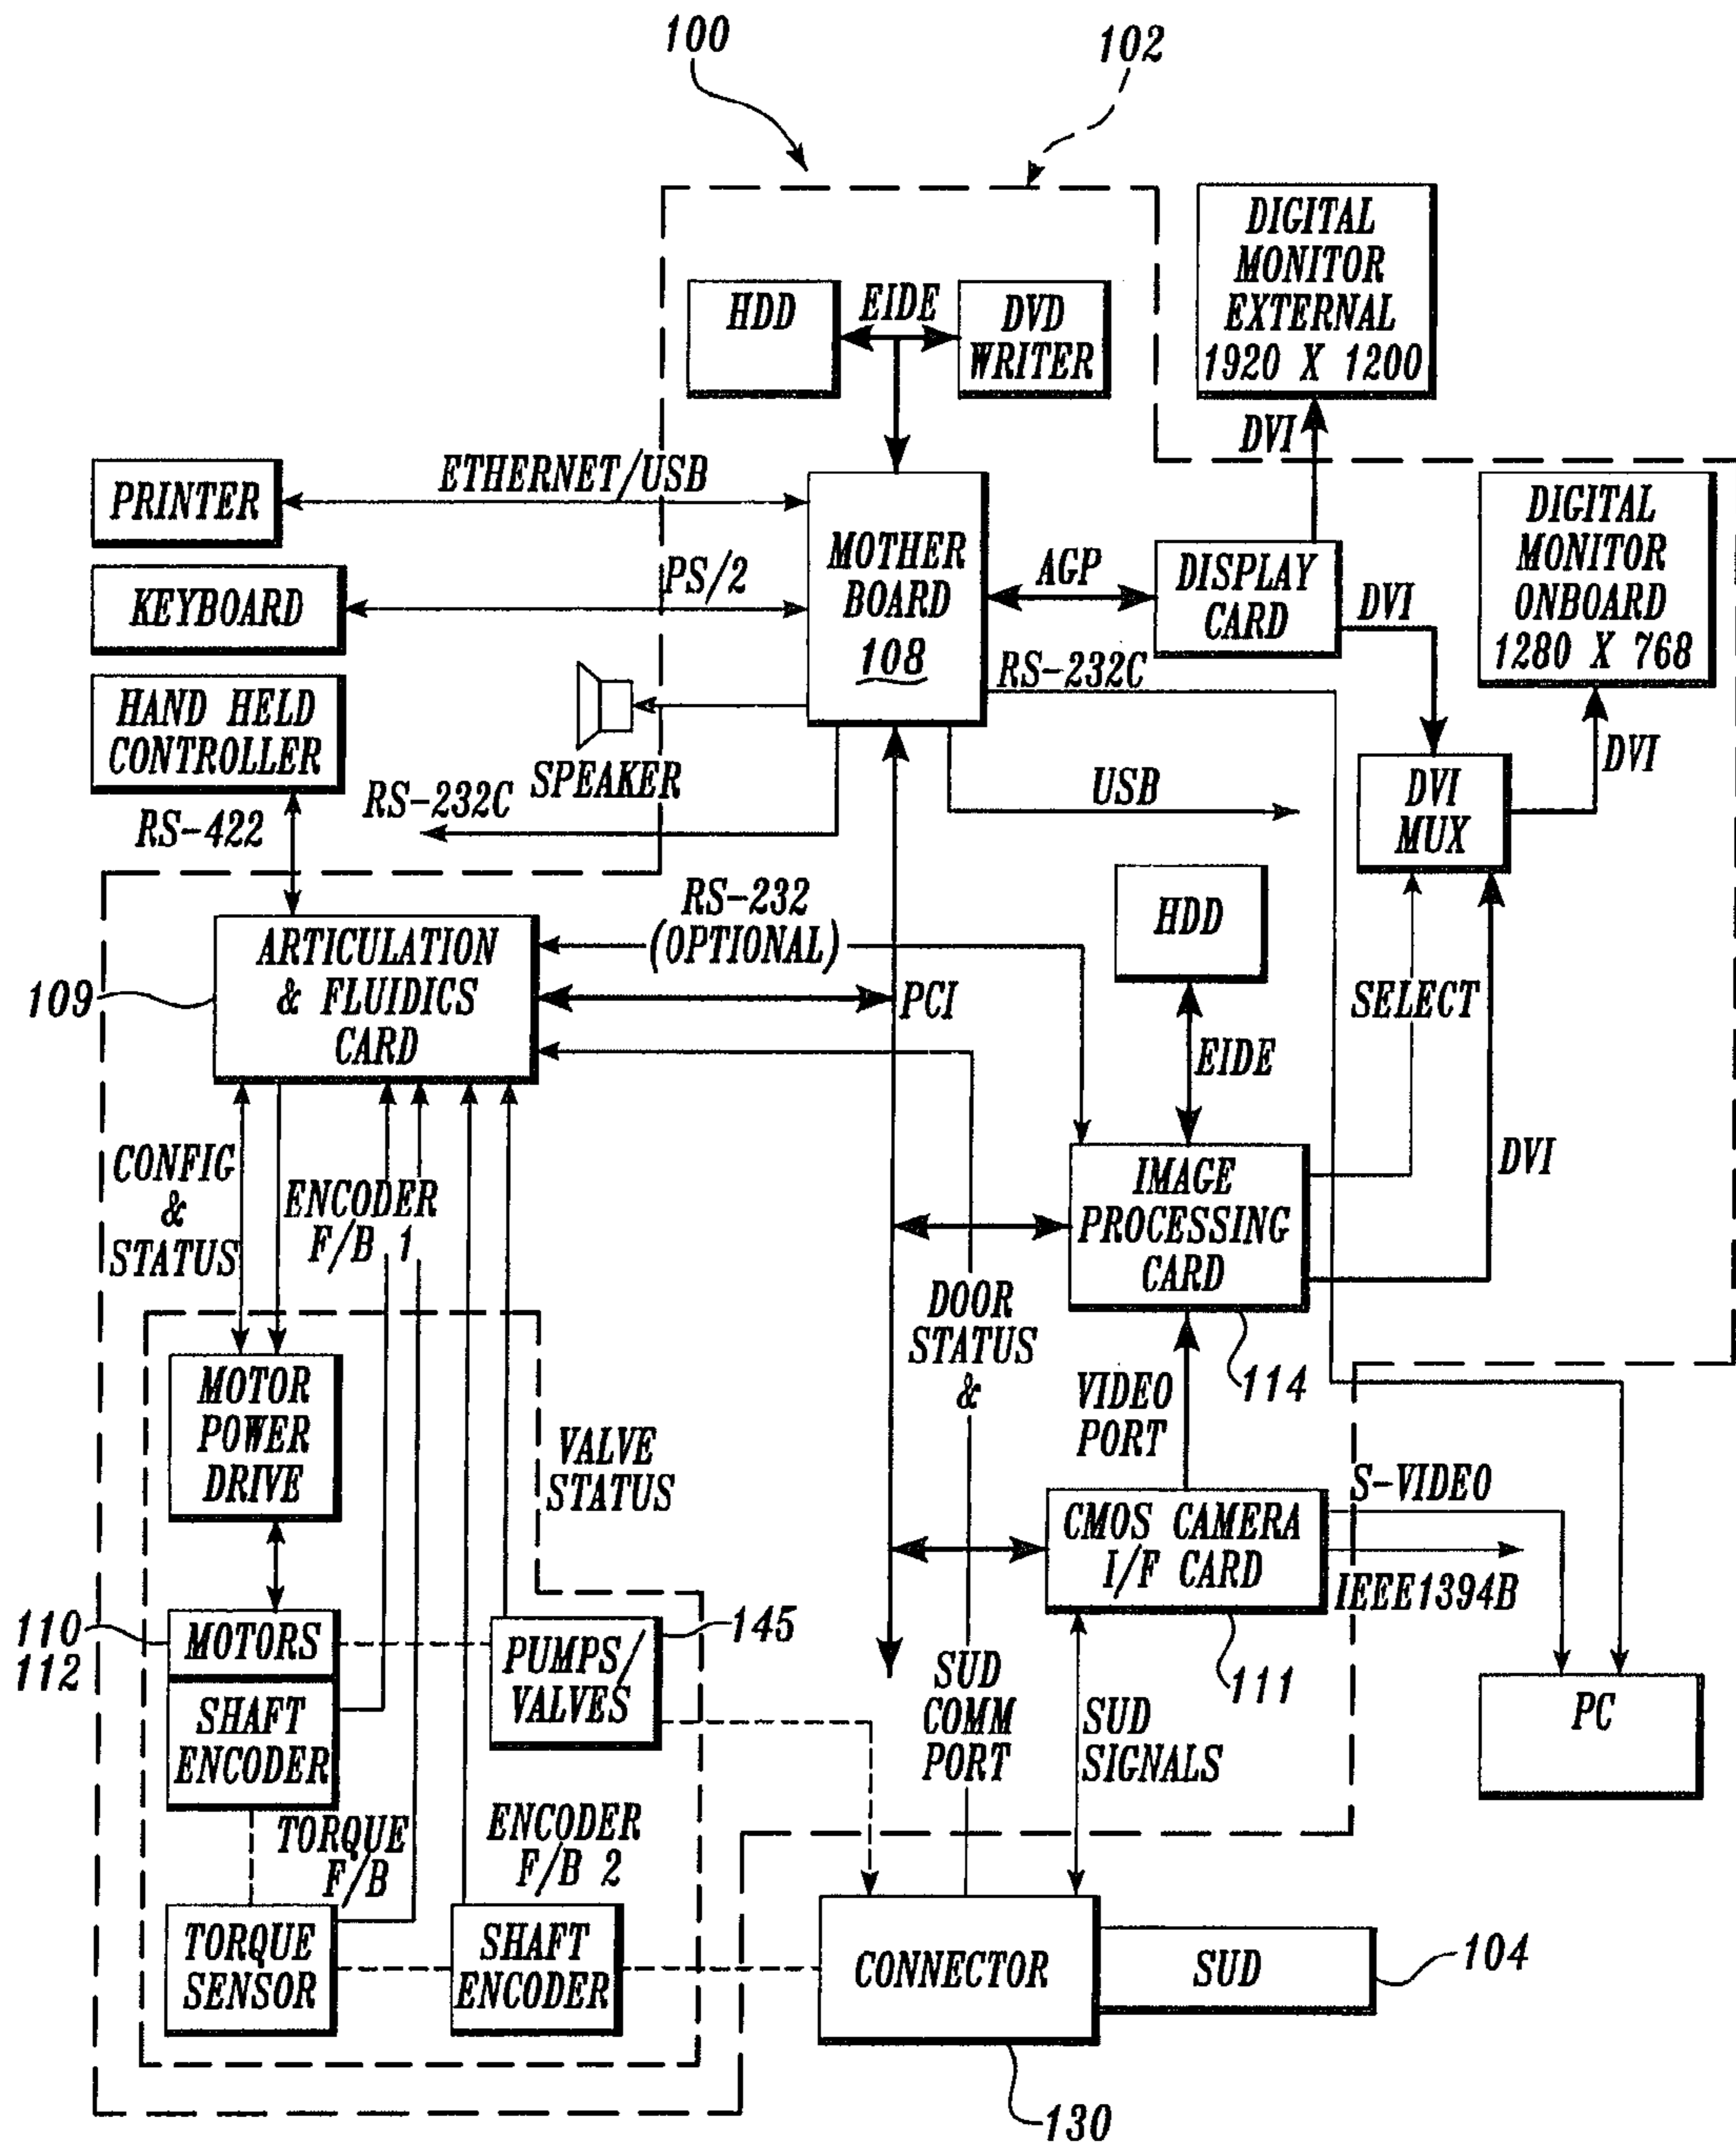 100
102
DIGITAL
MONITOR
EXTERNAL
1920 X 1200
HDD
EIDE
DVD
WRITER
DVI
PRINTER
ETHERNET/USB
KEYBOARD
PS/2
MOTHER
BOARD
108
AGP
DISPLAY
CARD
DVI
DIGITAL
MONITOR
ONBOARD
1280 X 768
HAND HELD
CONTROLLER
SPEAKER
RS-232C
RS-232C
USB
DVI
MUX
DVI
RS-422
RS-232
(OPTIONAL)
HDD
ARTICULATION
& FLUIDICS
CARD
109
PCI
SELECT
EIDE
CONFIG
&
STATUS
ENCODER
F/B 1
IMAGE
PROCESSING
CARD
DVI
DOOR
STATUS
&
114
MOTOR
POWER
DRIVE
VALVE
STATUS
VIDEO
PORT
S-VIDEO
CMOS CAMERA
I/F CARD
IEEE1394B
110
112
MOTORS
SHAFT
ENCODER
PUMPS/
VALVES
145
SUD
COMM
PORT
SUD
SIGNALS
111
PC
TORQUE
F/B
ENCODER
F/B 2
TORQUE
SENSOR
SHAFT
ENCODER
CONNECTOR
SUD
104
130